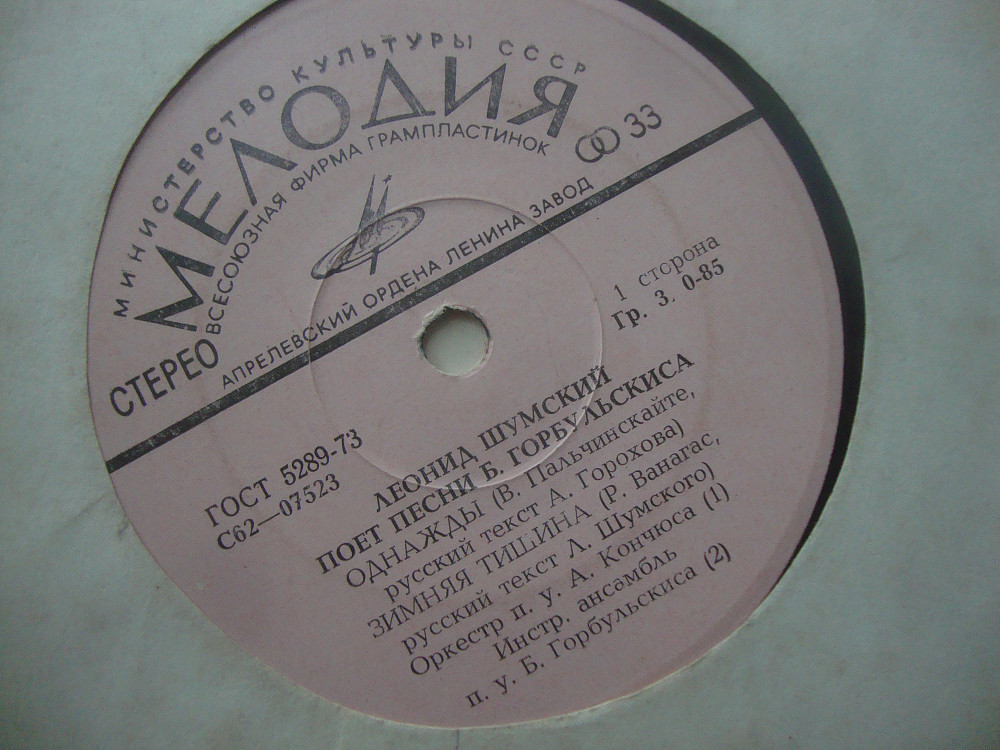 МИНИСТЕРСТВО КУЛЬТУРЫ СССР
МЕЛОДИЯ
ВСЕСОЮЗНАЯ ФИРМА ГРАМПЛАСТИНОК
33
СТЕРЕО
АПРЕЛЕВСКИЙ ОРДЕНА ЛЕНИНА ЗАВОД
1 сторона
Гр. 3. 0-85
ГОСТ 5289-73
С62—07523
ЛЕОНИД ШУМСКИЙ
ПОЕТ ПЕСНИ Б. ГОРБУЛЬСКИСА
ОДНАЖДЫ (В. Пальчинскайте,
русский текст А. Горохова)
ЗИМНЯЯ ТИШИНА (Р. Ванагас,
русский текст Л. Шумского)
Оркестр п. у. А. Кончюса (1)
Инстр. ансамбль
п. у. Б. Горбульскиса (2)